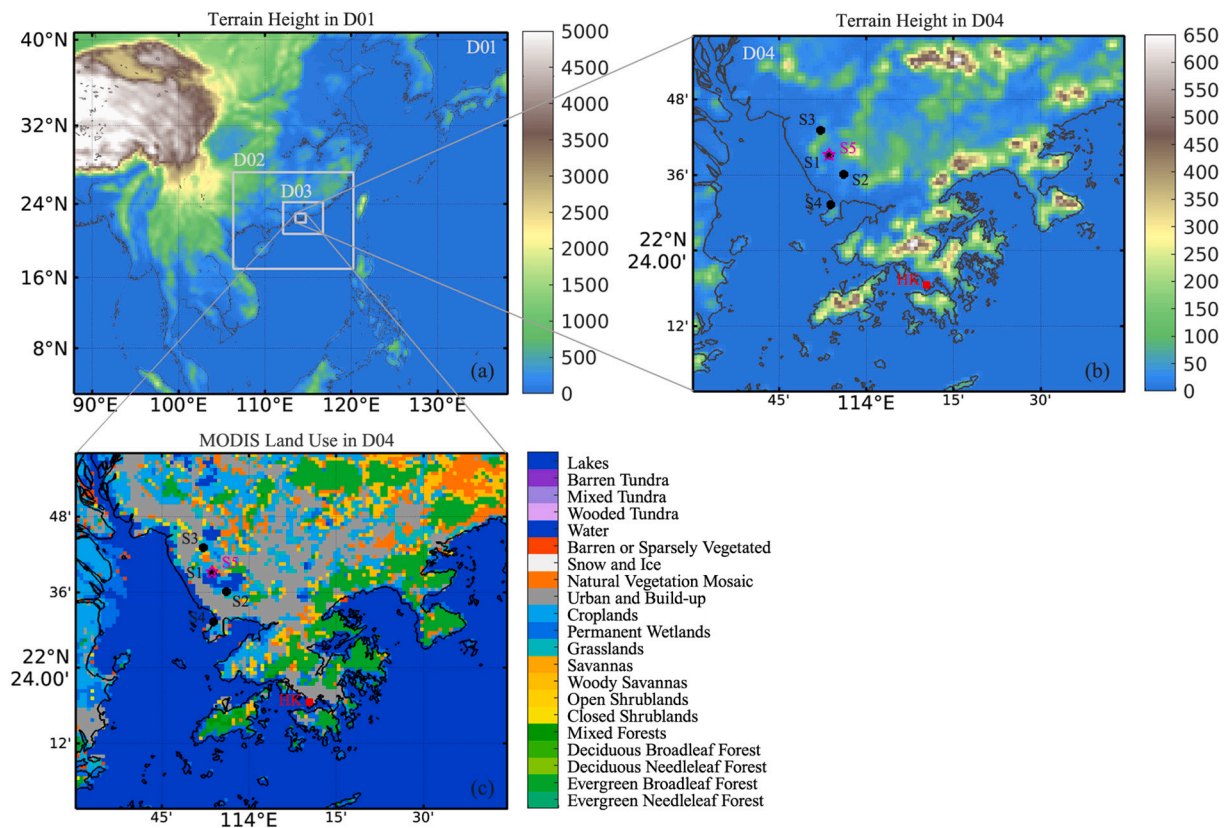 Terrain Height in D01
40°N
32°N
24°N
16°N
8°N
90°E 100°E 110°E 120°E 130°E
D01
D02
D03
(a)
5000
4500
4000
3500
3000
2500
2000
1500
1000
500
0
Terrain Height in D04
D04
48'
36'
22°N
24.00'
12'
45' 114°E 15' 30'
S3
S5
S1
S2
S4
HK
(b)
650
600
550
500
450
400
350
300
250
200
150
100
50
0
MODIS Land Use in D04
48'
36'
22°N
24.00'
12'
45' 114°E 15' 30'
S3
S5
S1
S2
HK
(c)
Lakes
Barren Tundra
Mixed Tundra
Wooded Tundra
Water
Barren or Sparsely Vegetated
Snow and Ice
Natural Vegetation Mosaic
Urban and Build-up
Croplands
Permanent Wetlands
Grasslands
Savannas
Woody Savannas
Open Shrublands
Closed Shrublands
Mixed Forests
Deciduous Broadleaf Forest
Deciduous Needleleaf Forest
Evergreen Broadleaf Forest
Evergreen Needleleaf Forest